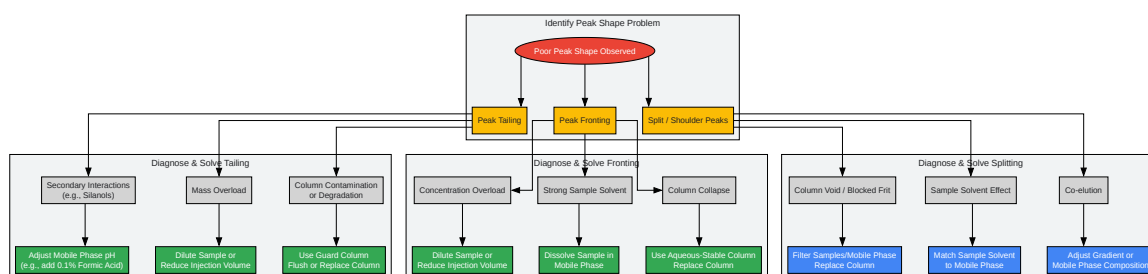 Identify Peak Shape Problem
Poor Peak Shape Observed
Peak Tailing
Peak Fronting
Split / Shoulder Peaks
Diagnose & Solve Tailing
Secondary Interactions
(e.g., Silanols)
Mass Overload
Column Contamination
or Degradation
Adjust Mobile Phase pH
(e.g., add 0.1% Formic Acid)
Dilute Sample or
Reduce Injection Volume
Use Guard Column
Flush or Replace Column
Diagnose & Solve Fronting
Concentration Overload
Strong Sample Solvent
Column Collapse
Dilute Sample or
Reduce Injection Volume
Dissolve Sample in
Mobile Phase
Use Aqueous-Stable Column
Replace Column
Diagnose & Solve Splitting
Column Void / Blocked Frit
Sample Solvent Effect
Co-elution
Filter Samples/Mobile Phase
Replace Column
Match Sample Solvent
to Mobile Phase
Adjust Gradient or
Mobile Phase